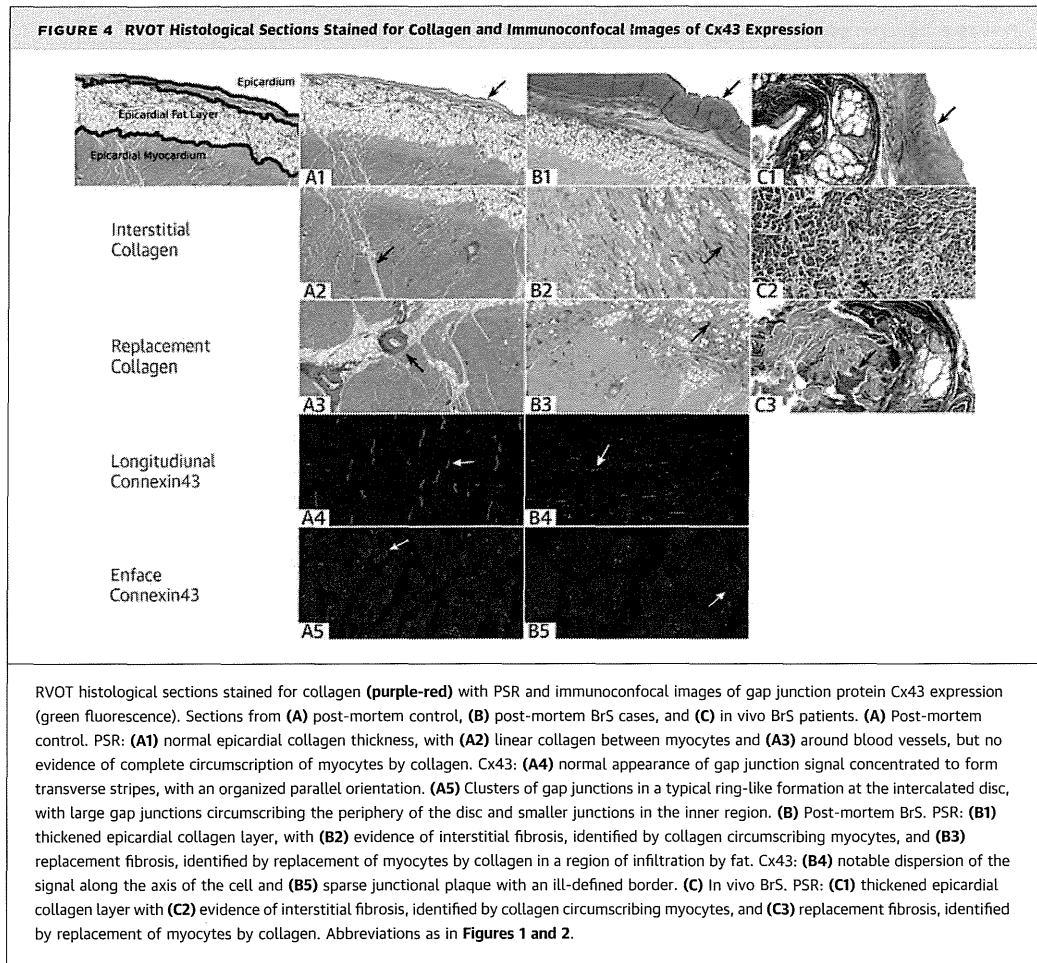 FIGURE 4 RVOT Histological Sections Stained for Collagen and Immunoconfocal Images of Cx43 Expression
Epicardium
Epicardial Fat Layer
Epicardial Myocardium
A1
B1
C1
Interstitial
Collagen
A2
B2
C2
Replacement
Collagen
A3
B3
C3
Longitudiunal
Connexin43
A4
B4
Enface
Connexin43
A5
B5
RVOT histological sections stained for collagen (purple-red) with PSR and immunoconfocal images of gap junction protein Cx43 expression
(green fluorescence). Sections from (A) post-mortem control, (B) post-mortem BrS cases, and (C) in vivo BrS patients. (A) Post-mortem
control. PSR: (A1) normal epicardial collagen thickness, with (A2) linear collagen between myocytes and (A3) around blood vessels, but no
evidence of complete circumscription of myocytes by collagen. Cx43: (A4) normal appearance of gap junction signal concentrated to form
transverse stripes, with an organized parallel orientation. (A5) Clusters of gap junctions in a typical ring-like formation at the intercalated disc,
with large gap junctions circumscribing the periphery of the disc and smaller junctions in the inner region. (B) Post-mortem BrS. PSR: (B1)
thickened epicardial collagen layer, with (B2) evidence of interstitial fibrosis, identified by collagen circumscribing myocytes, and (B3)
replacement fibrosis, identified by replacement of myocytes by collagen in a region of infiltration by fat. Cx43: (B4) notable dispersion of the
signal along the axis of the cell and (B5) sparse junctional plaque with an ill-defined border. (C) In vivo BrS. PSR: (C1) thickened epicardial
collagen layer with (C2) evidence of interstitial fibrosis, identified by collagen circumscribing myocytes, and (C3) replacement fibrosis, identified
by replacement of myocytes by collagen. Abbreviations as in Figures 1 and 2.